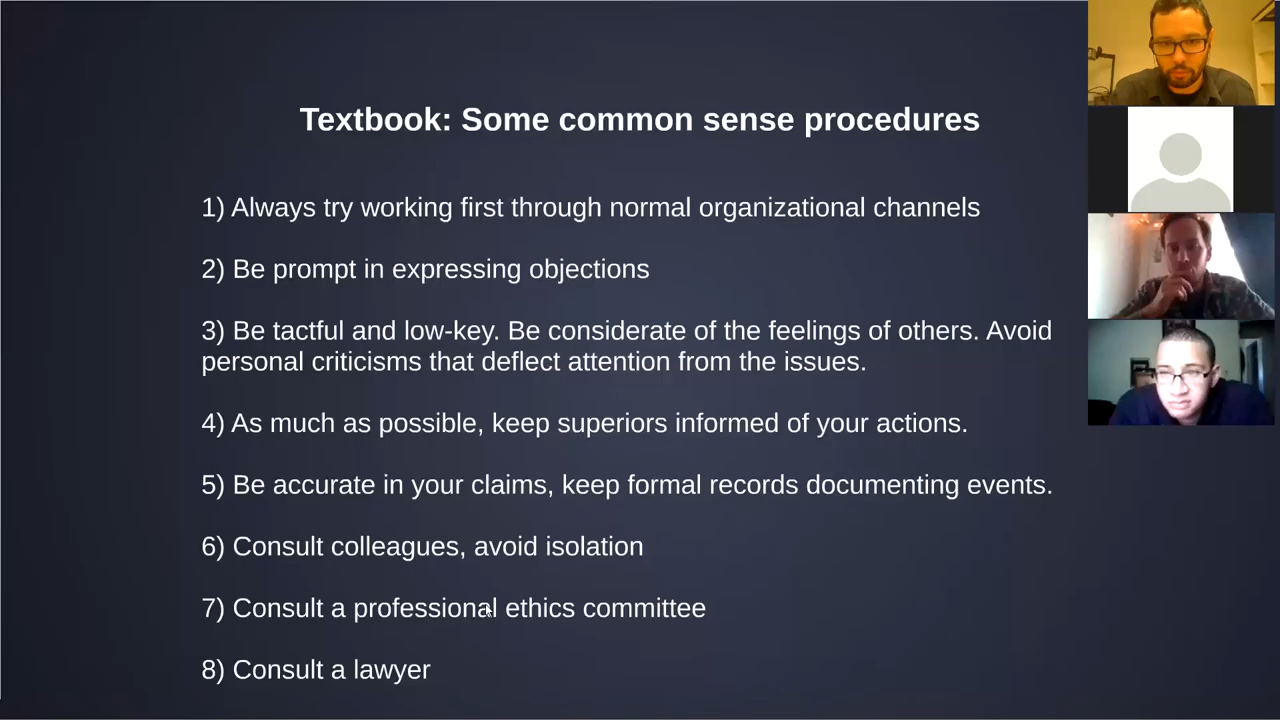 Textbook: Some common sense procedures
1) Always try working first through normal organizational channels
2) Be prompt in expressing objections
3) Be tactful and low-key. Be considerate of the feelings of others. Avoid
personal criticisms that deflect attention from the issues.
4) As much as possible, keep superiors informed of your actions.
5) Be accurate in your claims, keep formal records documenting events.
6) Consult colleagues, avoid isolation
7) Consult a professional ethics committee
8) Consult a lawyer